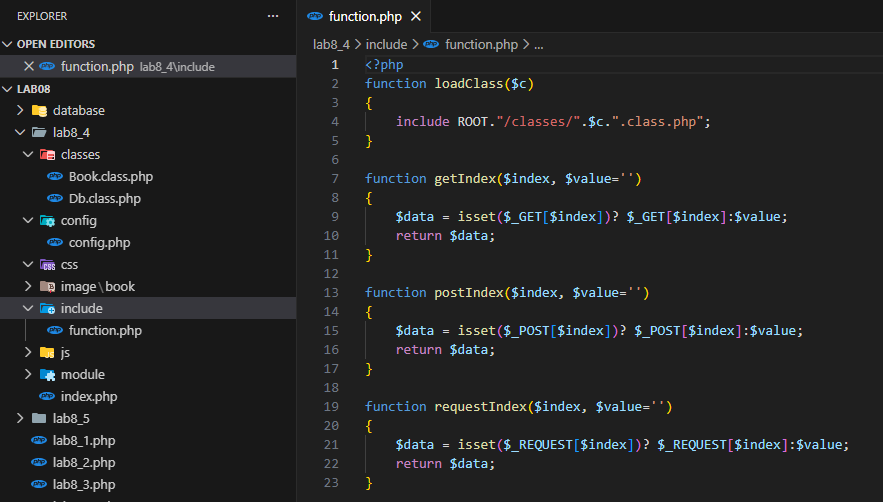 EXPLORER
···
OPEN EDITORS
function.php lab8_4\include
LAB08
database
lab8_4
classes
Book.class.php
Db.class.php
config
config.php
css
image\book
include
function.php
js
module
index.php
lab8_5
lab8_1.php
lab8_2.php
lab8_3.php
function.php
lab8_4 > include > function.php > ...
1 <?php
2 function loadClass($c)
3 {
4     include ROOT."/classes/".$c.".class.php";
5 }
6
7 function getIndex($index, $value='')
8 {
9     $data = isset($_GET[$index])? $_GET[$index]:$value;
10     return $data;
11 }
12
13 function postIndex($index, $value='')
14 {
15     $data = isset($_POST[$index])? $_POST[$index]:$value;
16     return $data;
17 }
18
19 function requestIndex($index, $value='')
20 {
21     $data = isset($_REQUEST[$index])? $_REQUEST[$index]:$value;
22     return $data;
23 }